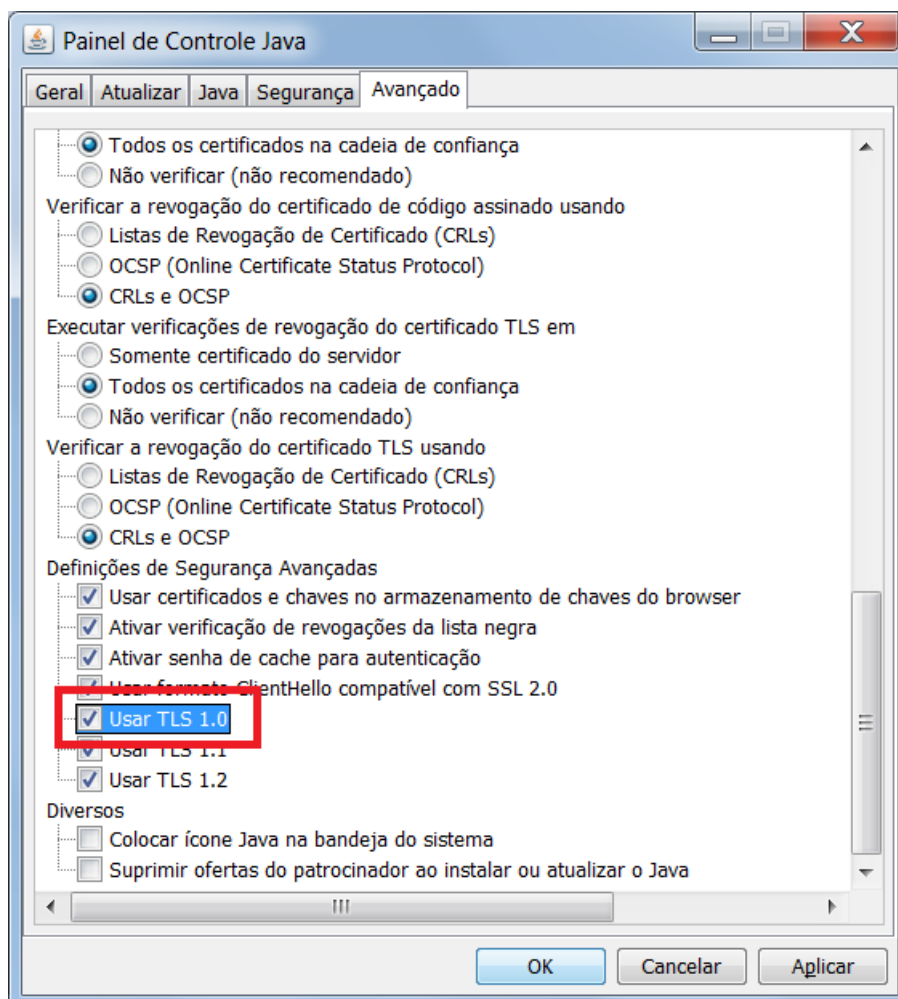 Painel de Controle Java
Geral Atualizar Java Segurança Avançado
Todos os certificados na cadeia de confiança
Não verificar (não recomendado)
Verificar a revogação do certificado de código assinado usando
Listas de Revogação de Certificado (CRLs)
OCSP (Online Certificate Status Protocol)
CRLs e OCSP
Executar verificações de revogação do certificado TLS em
Somente certificado do servidor
Todos os certificados na cadeia de confiança
Não verificar (não recomendado)
Verificar a revogação do certificado TLS usando
Listas de Revogação de Certificado (CRLs)
OCSP (Online Certificate Status Protocol)
CRLs e OCSP
Definições de Segurança Avançadas
Usar certificados e chaves no armazenamento de chaves do browser
Ativar verificação de revogações da lista negra
Ativar senha de cache para autenticação
Usar formato ClientHello compatível com SSL 2.0
Usar TLS 1.0
Usar TLS 1.1
Usar TLS 1.2
Diversos
Colocar ícone Java na bandeja do sistema
Suprimir ofertas do patrocinador ao instalar ou atualizar o Java
OK Cancelar Aplicar